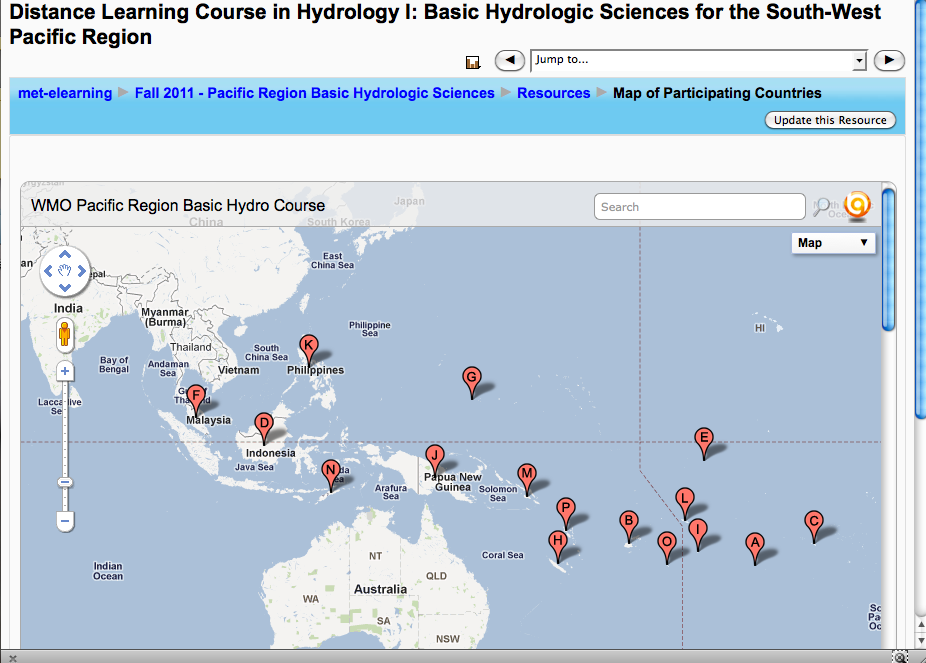 Distance Learning Course in Hydrology I: Basic Hydrologic Sciences for the South-West
Pacific Region
Jump to...
met-elearning Fall 2011 - Pacific Region Basic Hydrologic Sciences Resources Map of Participating Countries
Update this Resource
WMO Pacific Region Basic Hydro Course
Search
Japan
China
South Korea
Map
East
China Sea
India
Myanmar
(Burma)
Philippine
Sea
HI
Thailand
South
China Sea
Bay of
Bengal
Andaman
Sea
Vietnam
Philippines
K
G
F
Malaysia
D
E
Indonesia
Java Sea
J
N
M
Papua New
Guinea
Arafura
Sea
Solomon
Sea
L
P
B
C
I
H
O
A
Coral Sea
Indian
Ocean
NT
QLD
Australia
WA
SA
NSW